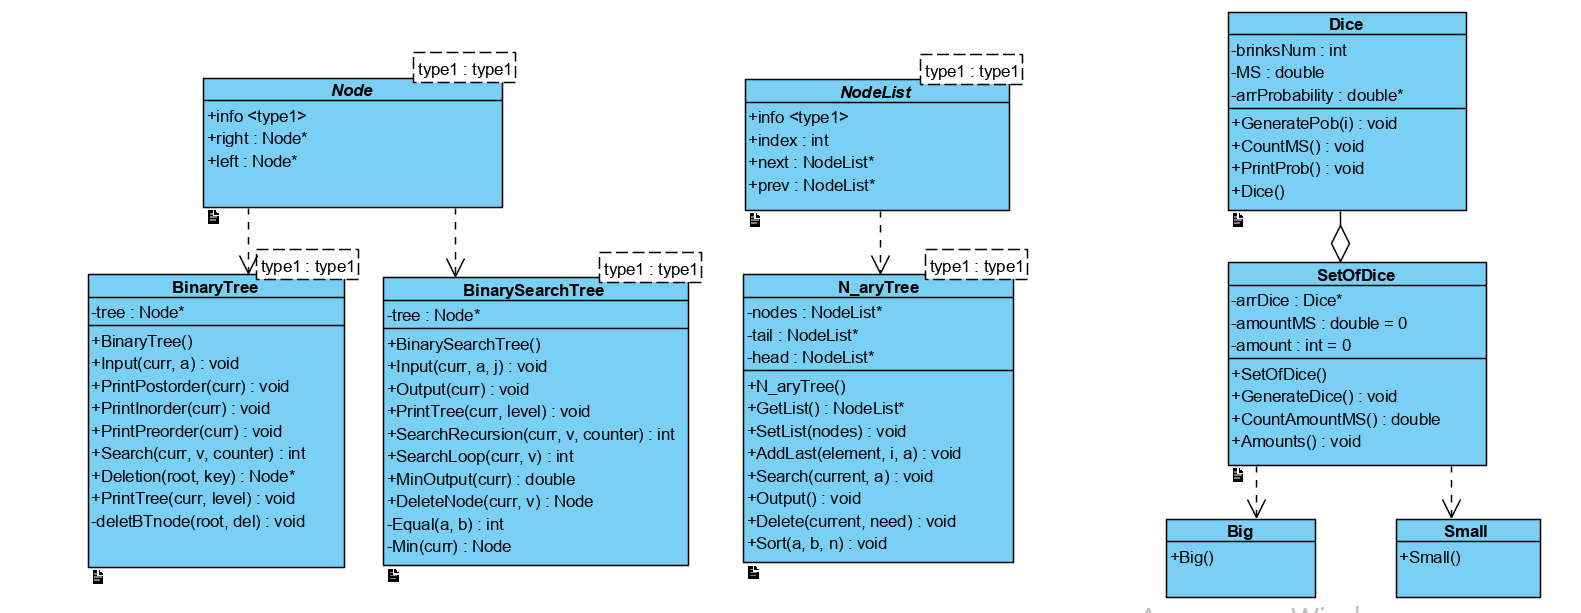 type1 : type1
Node
+info <type1>
+right : Node*
+left : Node*
type1 : type1
NodeList
+info <type1>
+index : int
+next : NodeList*
+prev : NodeList*
Dice
-brinksNum : int
-MS : double
-arrProbability : double*
+GeneratePob(i) : void
+CountMS() : void
+PrintProb() : void
+Dice()
type1 : type1
BinaryTree
-tree : Node*
+BinaryTree()
+Input(curr, a) : void
+PrintPostorder(curr) : void
+PrintInorder(curr) : void
+PrintPreorder(curr) : void
+Search(curr, v, counter) : int
+Deletion(root, key) : Node*
+PrintTree(curr, level) : void
-deletBTnode(root, del) : void
type1 : type1
BinarySearchTree
-tree : Node*
+BinarySearchTree()
+Input(curr, a, j) : void
+Output(curr) : void
+PrintTree(curr, level) : void
+SearchRecursion(curr, v, counter) : int
+SearchLoop(curr, v) : int
+MinOutput(curr) : double
+DeleteNode(curr, v) : Node
-Equal(a, b) : int
-Min(curr) : Node
type1 : type1
N_aryTree
-nodes : NodeList*
-tail : NodeList*
-head : NodeList*
+N_aryTree()
+GetList() : NodeList*
+SetList(nodes) : void
+AddLast(element, i, a) : void
+Search(current, a) : void
+Output() : void
+Delete(current, need) : void
+Sort(a, b, n) : void
SetOfDice
-arrDice : Dice*
-amountMS : double = 0
-amount : int = 0
+SetOfDice()
+GenerateDice() : void
+CountAmountMS() : double
+Amounts() : void
Big
+Big()
Small
+Small()